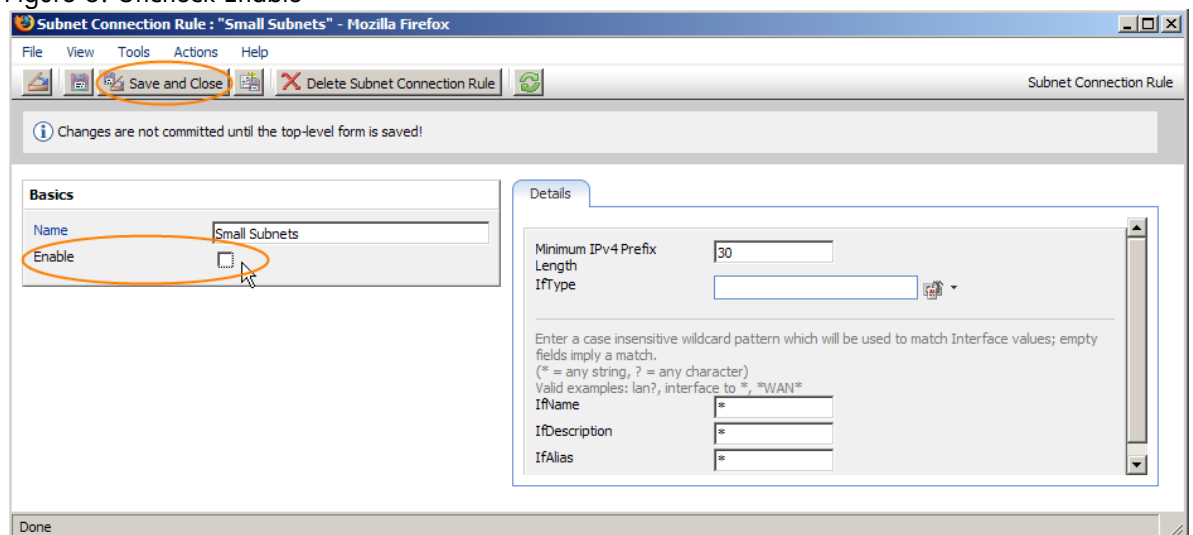 Figure 6: Uncheck Enable
Subnet Connection Rule : "Small Subnets" - Mozilla Firefox
File View Tools Actions Help
Save and Close Delete Subnet Connection Rule Subnet Connection Rule
Changes are not committed until the top-level form is saved!
Basics
Name Small Subnets
Enable
Details
Minimum IPv4 Prefix Length 30
IfType
Enter a case insensitive wildcard pattern which will be used to match Interface values; empty
fields imply a match.
(* = any string, ? = any character)
Valid examples: lan?, interface to *, *WAN*
IfName *
IfDescription *
IfAlias *
Done